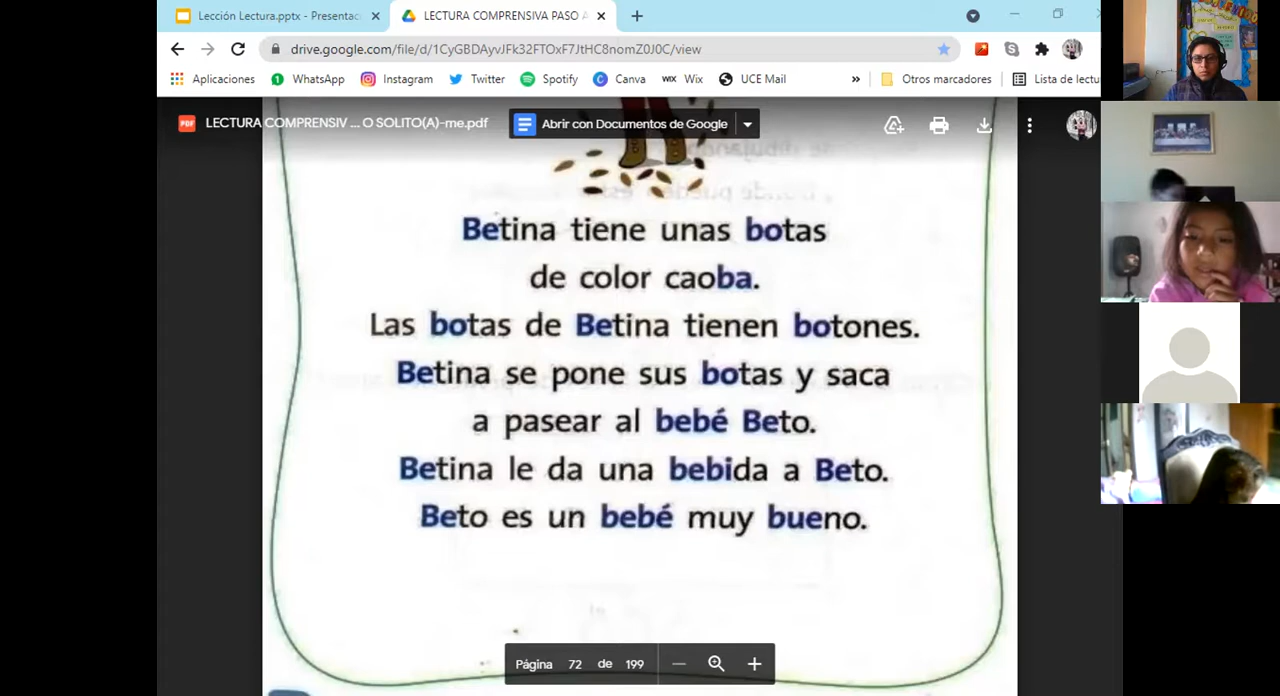 Lección Lectura.pptx - Presentac
LECTURA COMPRENSIVA PASO A
drive.google.com/file/d/1CyGBDAyvJFk32FTOxF7JtHC8nomZ0J0C/view
Aplicaciones WhatsApp Instagram Twitter Spotify Canva Wix UCE Mail » Otros marcadores Lista de lectu
LECTURA COMPRENSIV ... O SOLITO(A)-me.pdf Abrir con Documentos de Google
Betina tiene unas botas
de color caoba.
Las botas de Betina tienen botones.
Betina se pone sus botas y saca
a pasear al bebé Beto.
Betina le da una bebida a Beto.
Beto es un bebé muy bueno.
Página 72 de 199